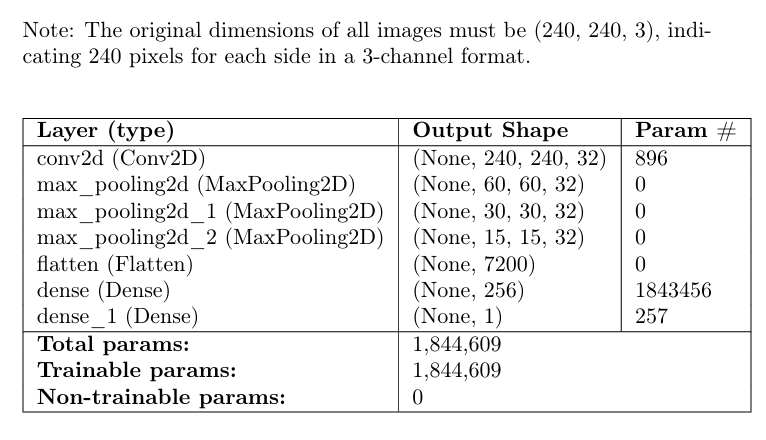 Note: The original dimensions of all images must be (240, 240, 3), indi-
cating 240 pixels for each side in a 3-channel format.
Layer (type) Output Shape Param #
conv2d (Conv2D) (None, 240, 240, 32) 896
max_pooling2d (MaxPooling2D) (None, 60, 60, 32) 0
max_pooling2d_1 (MaxPooling2D) (None, 30, 30, 32) 0
max_pooling2d_2 (MaxPooling2D) (None, 15, 15, 32) 0
flatten (Flatten) (None, 7200) 0
dense (Dense) (None, 256) 1843456
dense_1 (Dense) (None, 1) 257
Total params: 1,844,609
Trainable params: 1,844,609
Non-trainable params: 0